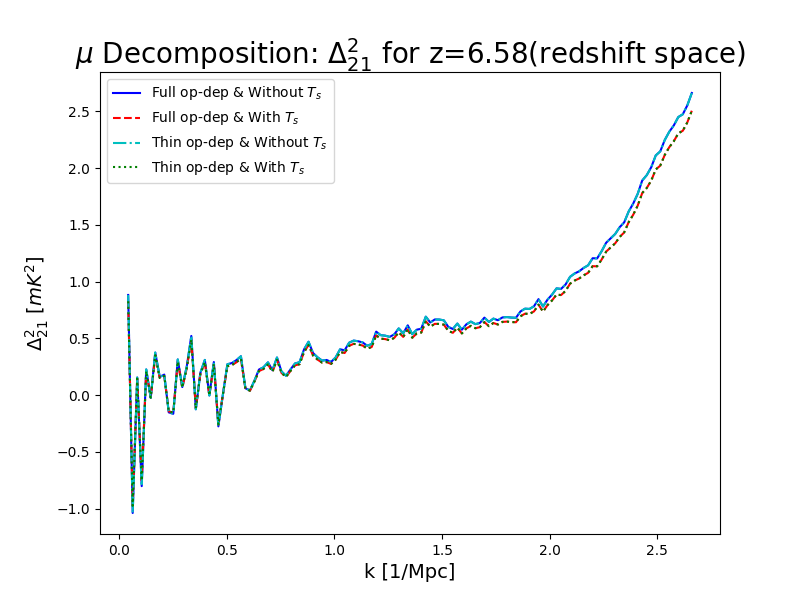 μ Decomposition: Δ²₂₁ for z=6.58(redshift space)
Full op-dep & Without Tₛ
Full op-dep & With Tₛ
Thin op-dep & Without Tₛ
Thin op-dep & With Tₛ
2.5
2.0
1.5
1.0
0.5
0.0
−0.5
−1.0
Δ²₂₁ [mK²]
0.0 0.5 1.0 1.5 2.0 2.5
k [1/Mpc]